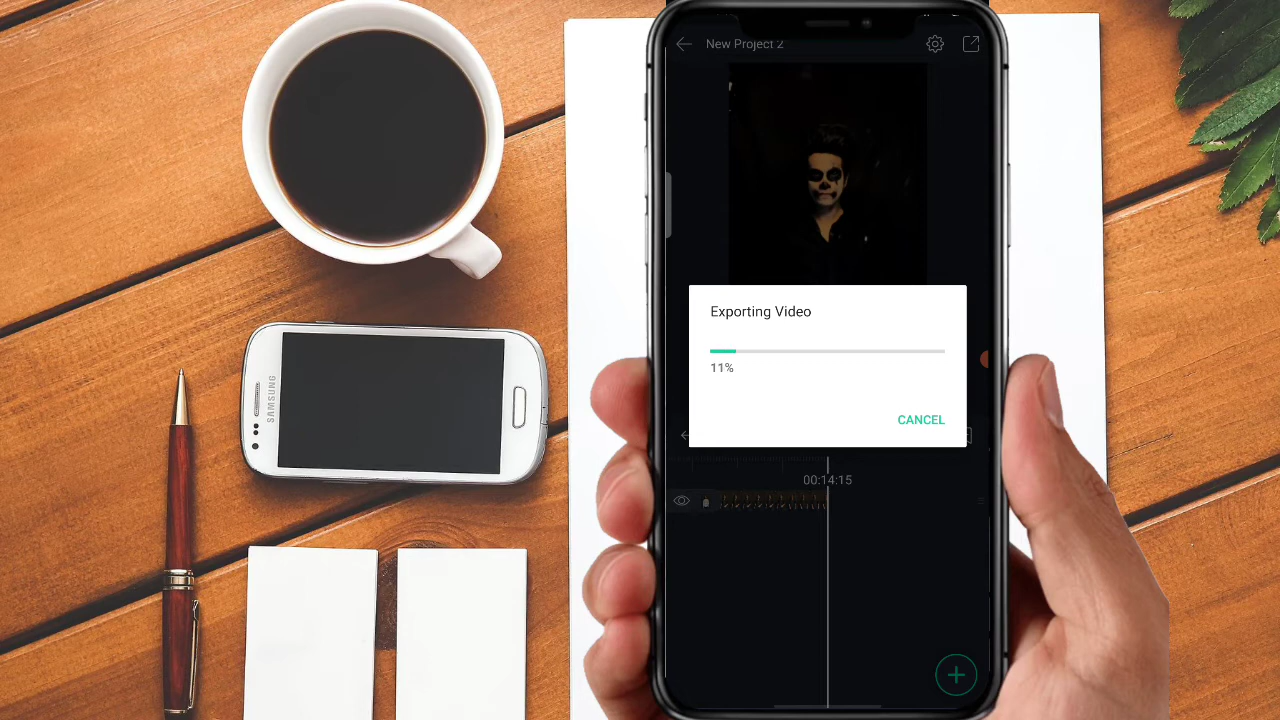 New Project 2
Exporting Video
11%
CANCEL
00:14:15
SAMSUNG